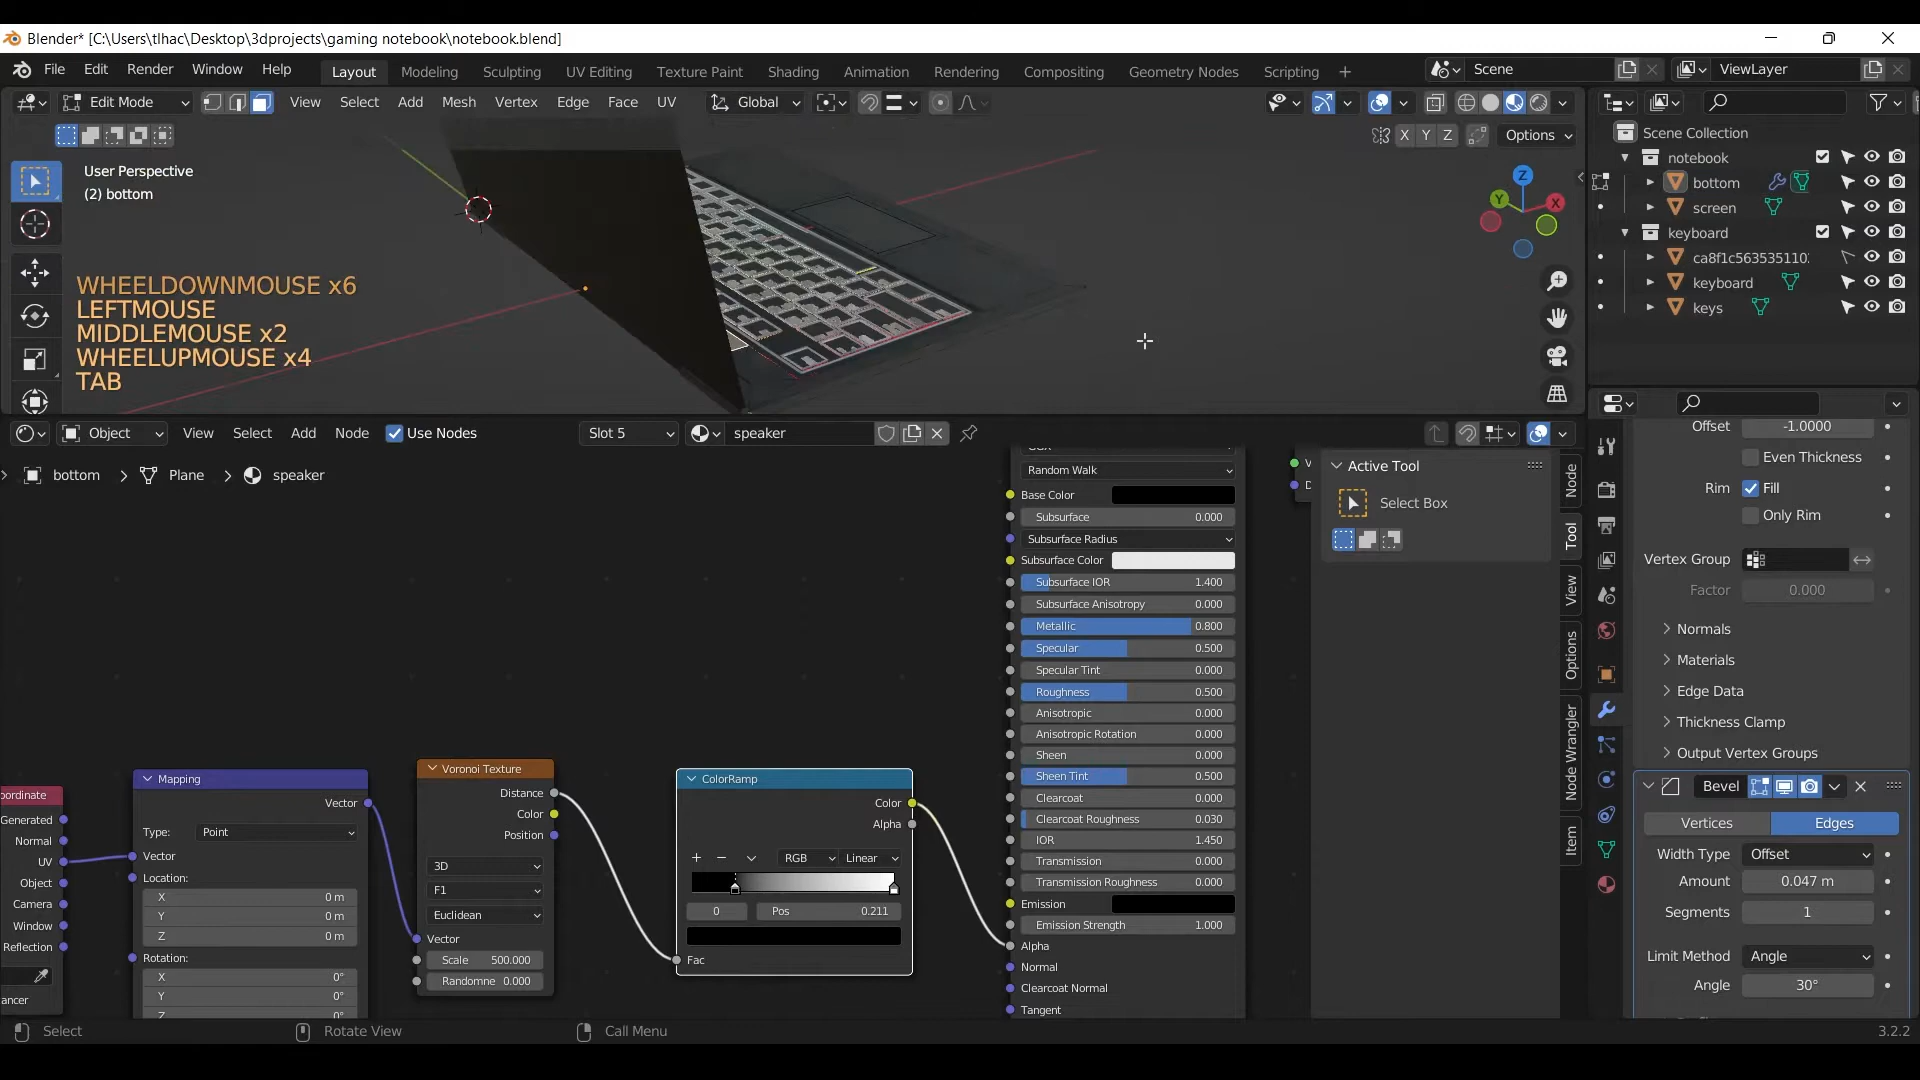 Blender* [C:\Users\tlhac\Desktop\3dprojects\gaming notebook\notebook.blend]
File Edit Render Window Help Layout Modeling Sculpting UV Editing Texture Paint Shading Animation Rendering Compositing Geometry Nodes Scripting + Scene ViewLayer
Edit Mode View Select Add Mesh Vertex Edge Face UV Global
X Y Z Options
User Perspective
(2) bottom
WHEELDOWNMOUSE x6
LEFTMOUSE
MIDDLEMOUSE x2
WHEELUPMOUSE x4
TAB
Z
Y
X
Scene Collection
notebook
bottom
screen
keyboard
ca8f1c563535110
keyboard
keys
Object View Select Add Node Use Nodes Slot 5 speaker
bottom > Plane > speaker
Random Walk
Base Color
Subsurface 0.000
Subsurface Radius
Subsurface Color
Subsurface IOR 1.400
Subsurface Anisotropy 0.000
Metallic 0.800
Specular 0.500
Specular Tint 0.000
Roughness 0.500
Anisotropic 0.000
Anisotropic Rotation 0.000
Sheen 0.000
Sheen Tint 0.500
Clearcoat 0.000
Clearcoat Roughness 0.030
IOR 1.450
Transmission 0.000
Transmission Roughness 0.000
Emission
Emission Strength 1.000
Alpha
Normal
Clearcoat Normal
Tangent
oordinate
Generated
Normal
UV
Object
Camera
Window
Reflection
ancer
Mapping
Vector
Type: Point
Vector
Location:
X 0 m
Y 0 m
Z 0 m
Rotation:
X 0°
Y 0°
Z 0°
Voronoi Texture
Distance
Color
Position
3D
F1
Euclidean
Vector
Scale 500.000
Randomne 0.000
ColorRamp
Color
Alpha
+ − RGB Linear
0 Pos 0.211
Fac
V
D
Active Tool
Select Box
Node
Tool
View
Options
Node Wrangler
Item
Offset -1.0000
Even Thickness
Rim Fill
Only Rim
Vertex Group
Factor 0.000
Normals
Materials
Edge Data
Thickness Clamp
Output Vertex Groups
Bevel
Vertices Edges
Width Type Offset
Amount 0.047 m
Segments 1
Limit Method Angle
Angle 30°
Select Rotate View Call Menu 3.2.2